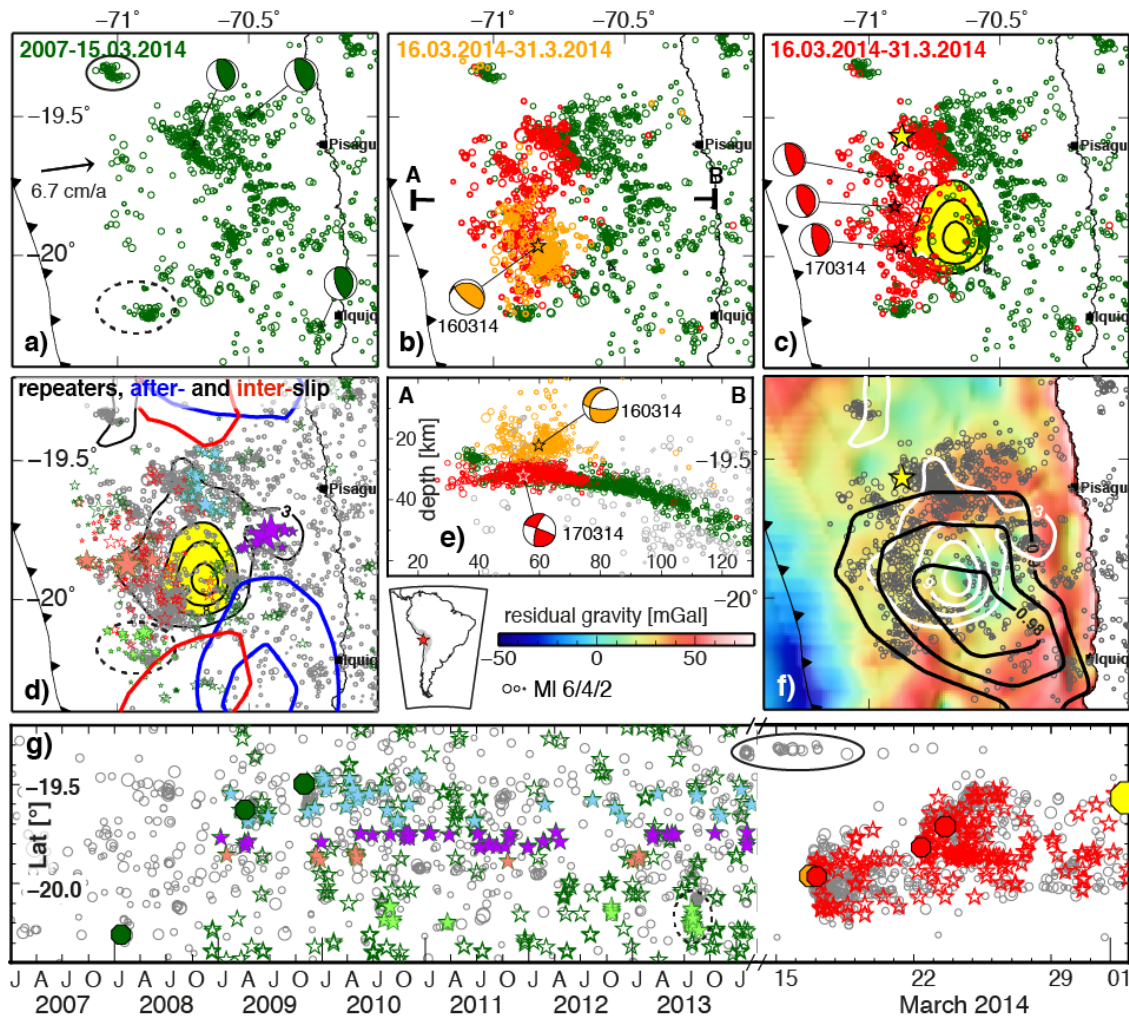 −71° −70.5° −71° −70.5° −71° −70.5°
2007-15.03.2014
16.03.2014-31.3.2014
16.03.2014-31.3.2014
−19.5°
−20°
6.7 cm/a
Pisagu
Iquiq
a)
A
B
160314
Pisagu
Iquiq
b)
170314
Pisagu
Iquiq
c)
repeaters, after- and inter-slip
−19.5°
−20°
3
Pisagu
Iquiq
d)
A B
160314
170314
depth [km]
20
40
e)
20 40 60 80 100 120
residual gravity [mGal]
−50 0 50
Ml 6/4/2
−19.5°
−20°
3
0.98
Pisagu
Iquiq
f)
g)
Lat [°]
−19.5
−20.0
J A J O J A J O J A J O J A J O J A J O J A J O J A J O J
2007 2008 2009 2010 2011 2012 2013
15 22 29 01
March 2014